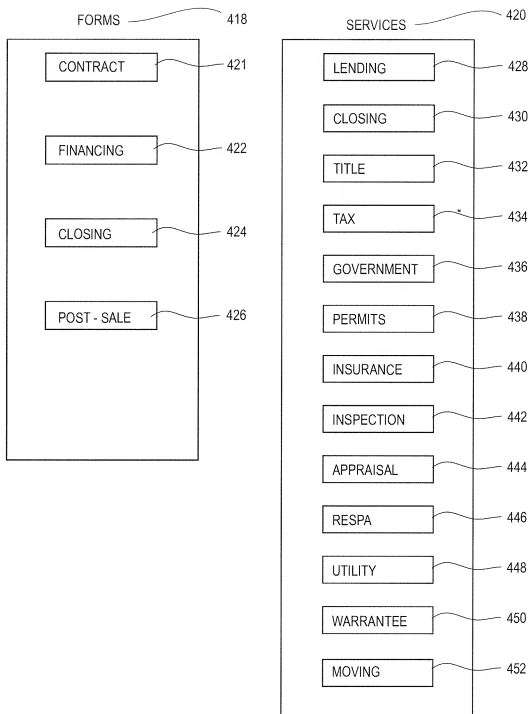 FORMS 418
CONTRACT 421
FINANCING 422
CLOSING 424
POST - SALE 426
SERVICES 420
LENDING 428
CLOSING 430
TITLE 432
TAX 434
GOVERNMENT 436
PERMITS 438
INSURANCE 440
INSPECTION 442
APPRAISAL 444
RESPA 446
UTILITY 448
WARRANTEE 450
MOVING 452